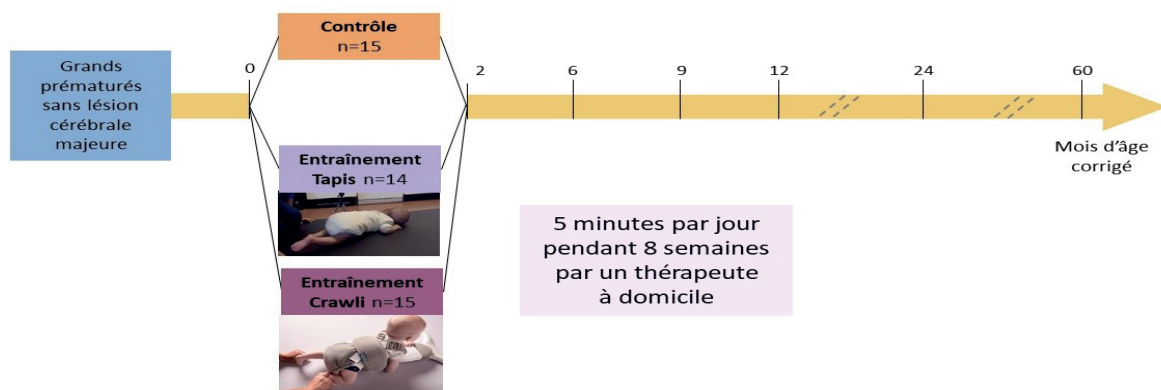 Grands
prématurés
sans lésion
cérébrale
majeure
0
Contrôle
n=15
Entraînement
Tapis n=14
Entraînement
Crawli n=15
2
6
9
12
24
60
Mois d'âge
corrigé
5 minutes par jour
pendant 8 semaines
par un thérapeute
à domicile